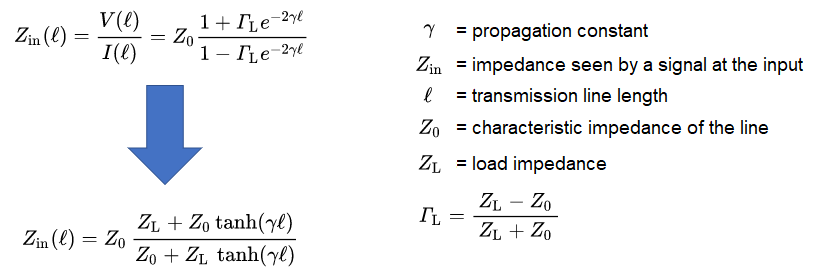 Z_in(ℓ) = V(ℓ)/I(ℓ) = Z_0 (1 + Γ_L e^{−2γℓ})/(1 − Γ_L e^{−2γℓ})
Z_in(ℓ) = Z_0 (Z_L + Z_0 tanh(γℓ))/(Z_0 + Z_L tanh(γℓ))
γ = propagation constant
Z_in = impedance seen by a signal at the input
ℓ = transmission line length
Z_0 = characteristic impedance of the line
Z_L = load impedance
Γ_L = (Z_L − Z_0)/(Z_L + Z_0)